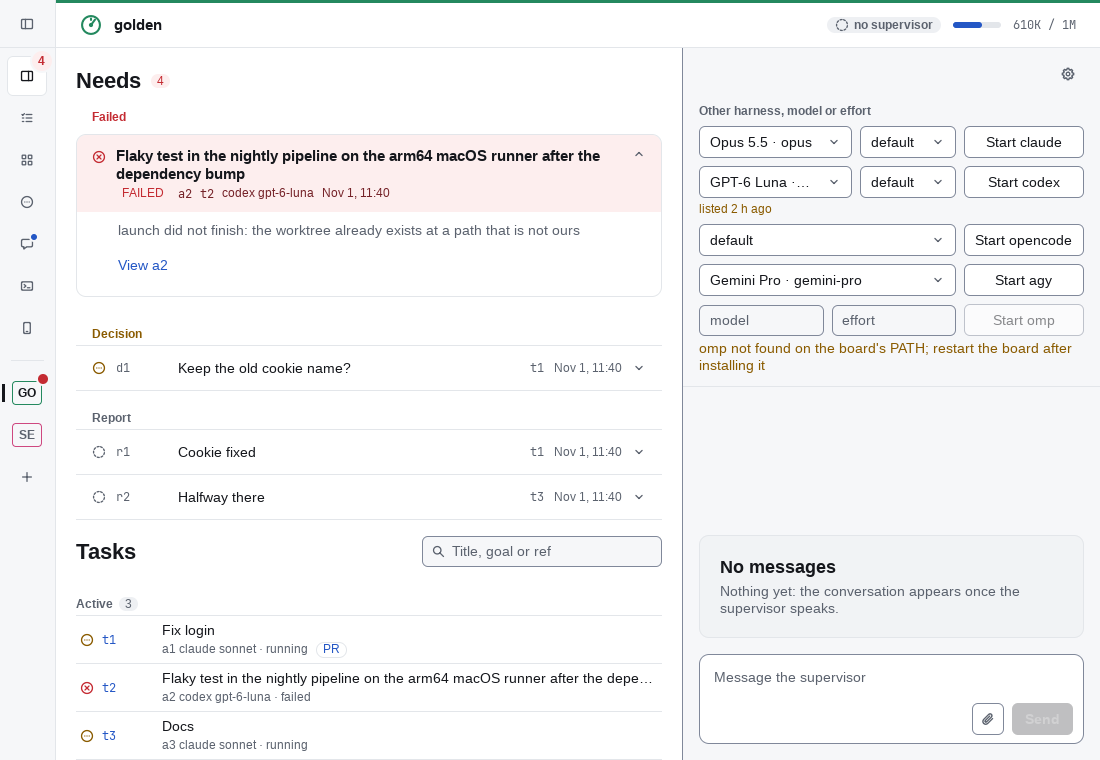 golden
no supervisor
610K / 1M
4
GO
SE
Needs 4
Failed
Flaky test in the nightly pipeline on the arm64 macOS runner after the
dependency bump
FAILED a2 t2 codex gpt-6-luna Nov 1, 11:40
launch did not finish: the worktree already exists at a path that is not ours
View a2
Decision
d1 Keep the old cookie name? t1 Nov 1, 11:40
Report
r1 Cookie fixed t1 Nov 1, 11:40
r2 Halfway there t3 Nov 1, 11:40
Tasks
Title, goal or ref
Active 3
t1 Fix login
a1 claude sonnet · running PR
t2 Flaky test in the nightly pipeline on the arm64 macOS runner after the depe…
a2 codex gpt-6-luna · failed
t3 Docs
a3 claude sonnet · running
Other harness, model or effort
Opus 5.5 · opus default Start claude
GPT-6 Luna ·… default Start codex
listed 2 h ago
default Start opencode
Gemini Pro · gemini-pro Start agy
model effort Start omp
omp not found on the board's PATH; restart the board after
installing it
No messages
Nothing yet: the conversation appears once the
supervisor speaks.
Message the supervisor
Send